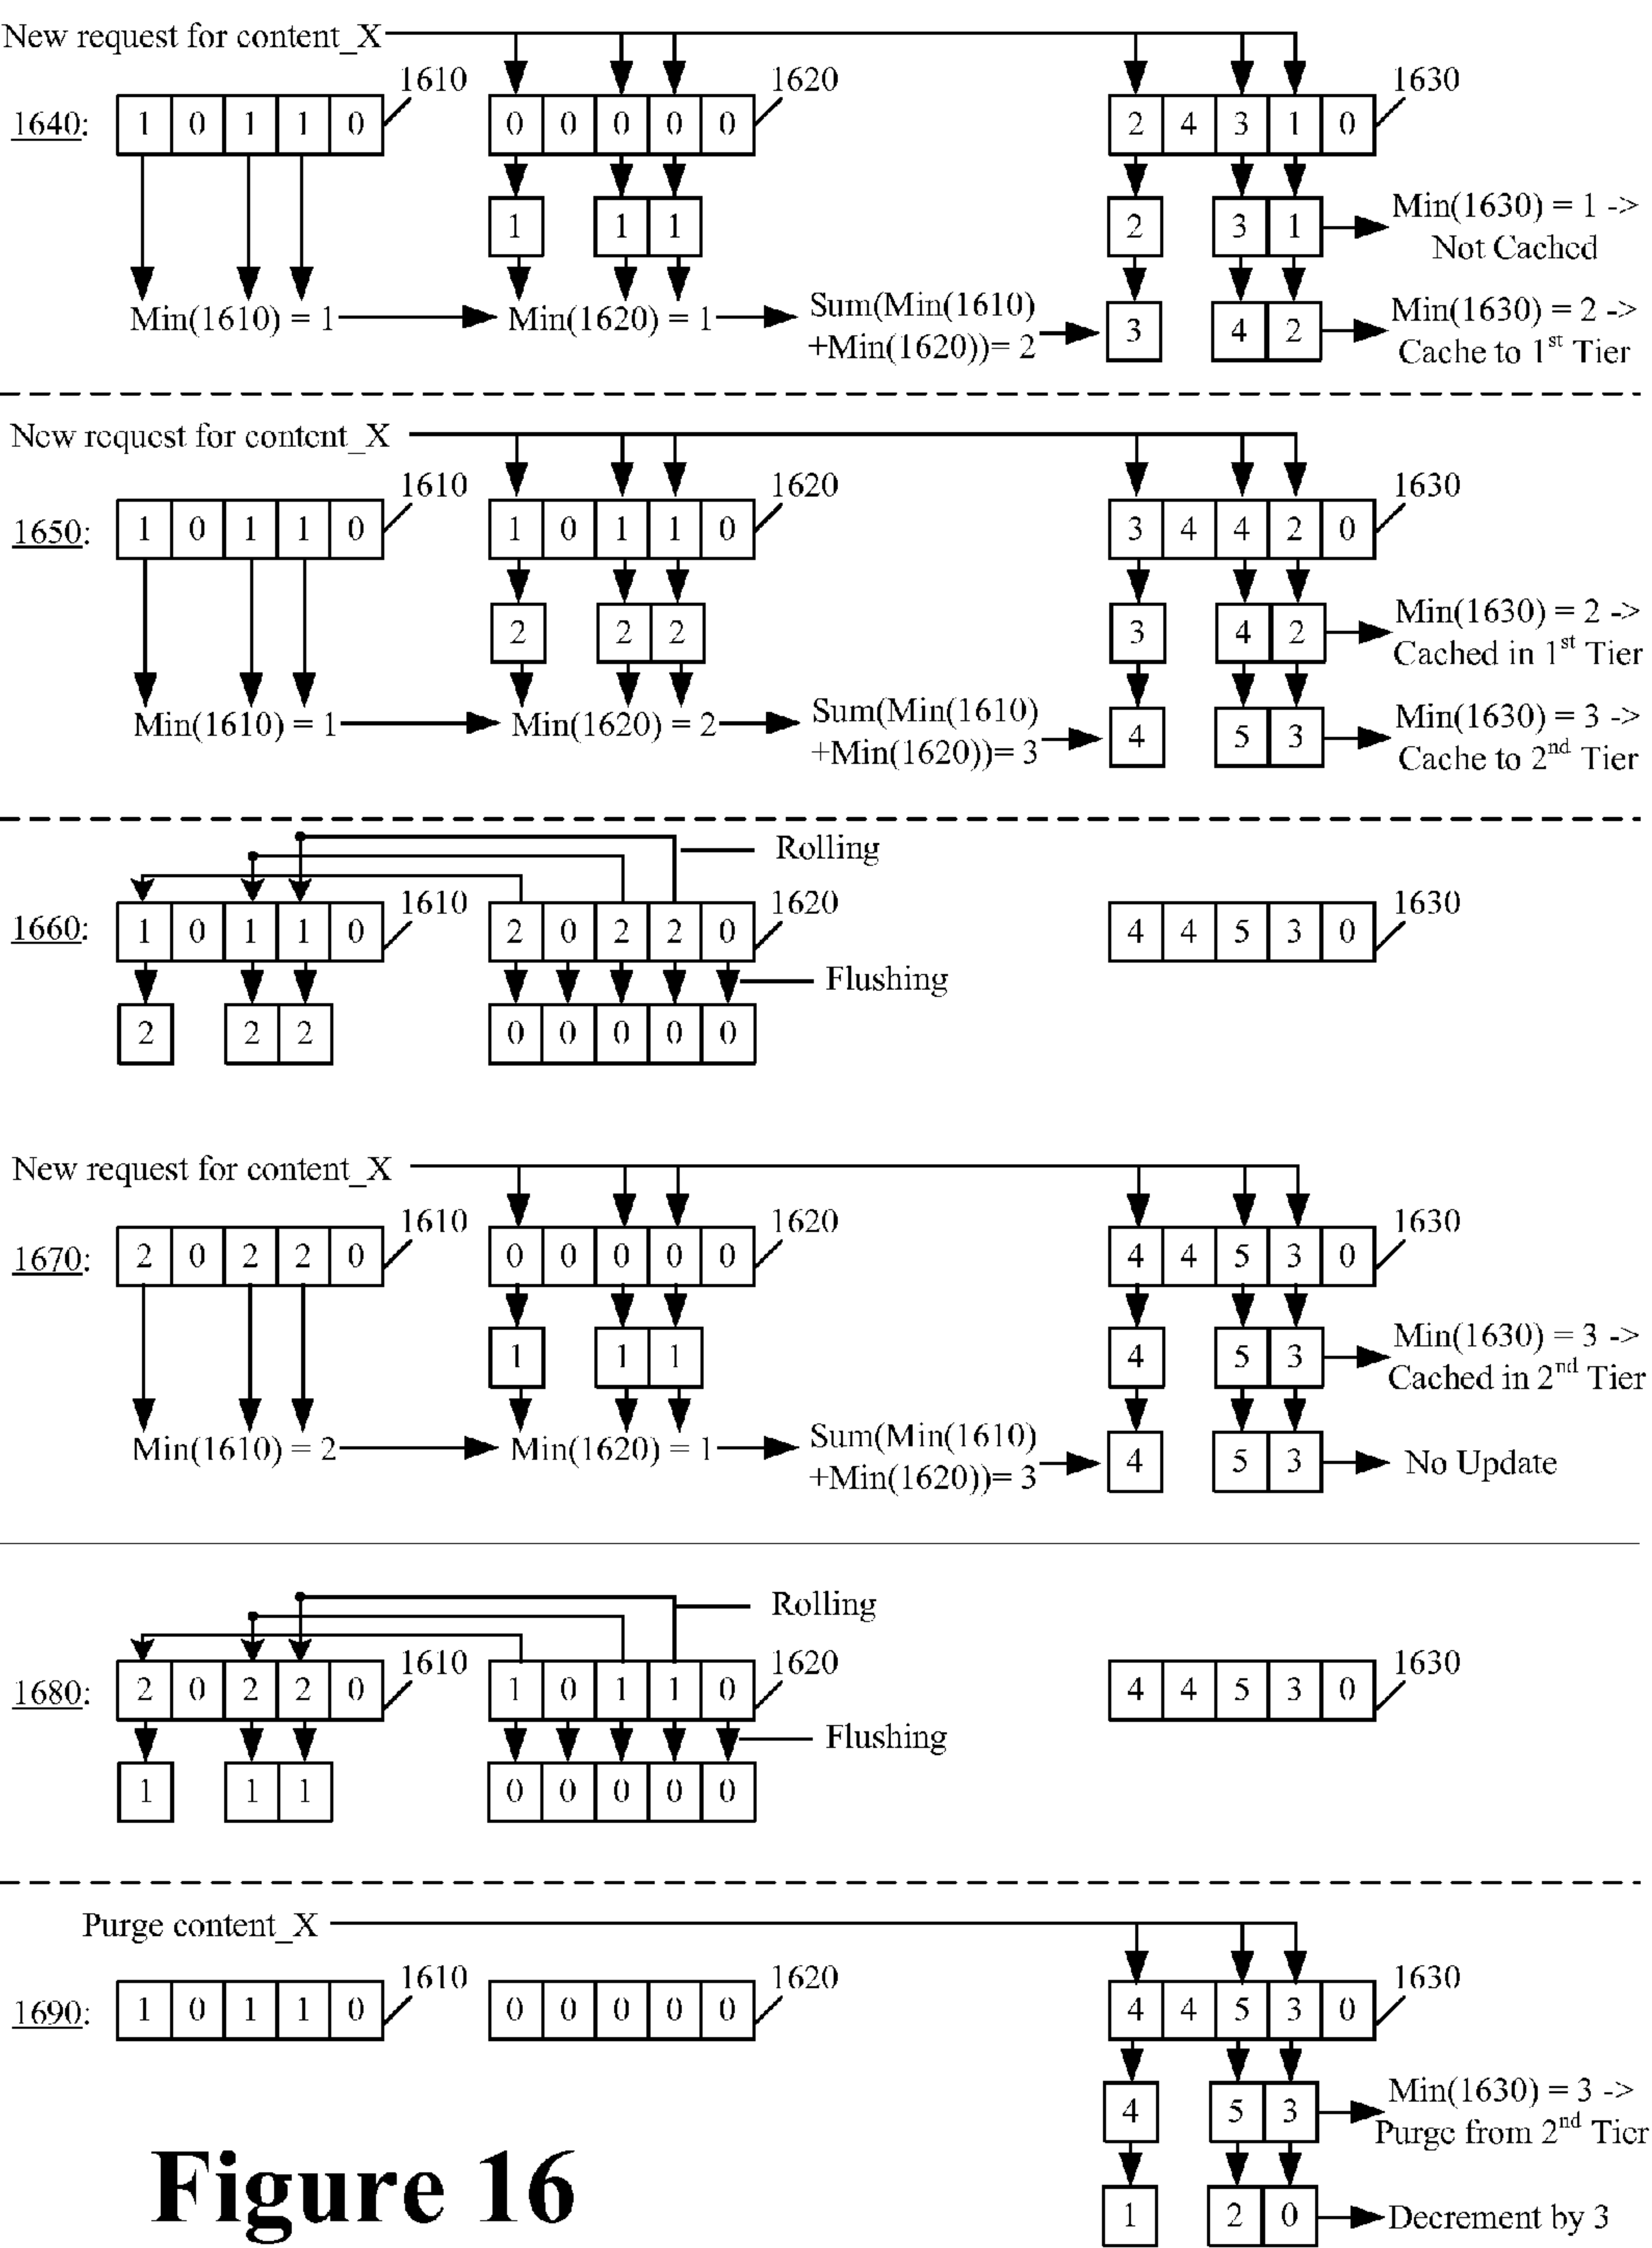 New request for content_X
1610
1620
1630
1640: 1 0 1 1 0
0 0 0 0 0
2 4 3 1 0
1 1 1
2 3 1
Min(1630) = 1 ->
Not Cached
Min(1610) = 1
Min(1620) = 1
Sum(Min(1610)
+Min(1620))= 2
3 4 2
Min(1630) = 2 ->
Cache to 1st Tier
New request for content_X
1610
1620
1630
1650: 1 0 1 1 0
1 0 1 1 0
3 4 4 2 0
2 2 2
3 4 2
Min(1630) = 2 ->
Cached in 1st Tier
Min(1610) = 1
Min(1620) = 2
Sum(Min(1610)
+Min(1620))= 3
4 5 3
Min(1630) = 3 ->
Cache to 2nd Tier
Rolling
1610
1620
1630
1660: 1 0 1 1 0
2 0 2 2 0
4 4 5 3 0
Flushing
2 2 2
0 0 0 0 0
New request for content_X
1610
1620
1630
1670: 2 0 2 2 0
0 0 0 0 0
4 4 5 3 0
1 1 1
4 5 3
Min(1630) = 3 ->
Cached in 2nd Tier
Min(1610) = 2
Min(1620) = 1
Sum(Min(1610)
+Min(1620))= 3
4 5 3
No Update
Rolling
1610
1620
1630
1680: 2 0 2 2 0
1 0 1 1 0
4 4 5 3 0
Flushing
1 1 1
0 0 0 0 0
Purge content_X
1610
1620
1630
1690: 1 0 1 1 0
0 0 0 0 0
4 4 5 3 0
4 5 3
Min(1630) = 3 ->
Purge from 2nd Tier
1 2 0
Decrement by 3
Figure 16